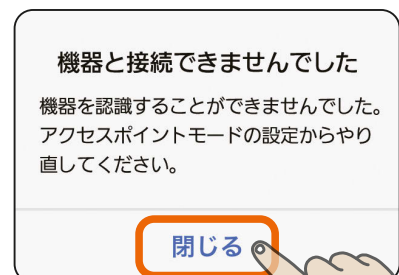 機器と接続できませんでした
機器を認識することができませんでした。
アクセスポイントモードの設定からやり
直してください。
閉じる